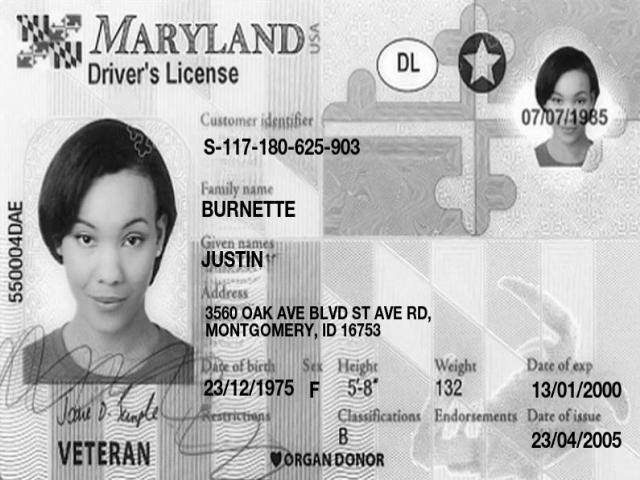 MARYLAND USA
Driver's License
DL
07/07/1985
Customer identifier
S-117-180-625-903
Family name
BURNETTE
Given names
JUSTIN
Address
3560 OAK AVE BLVD ST AVE RD,
MONTGOMERY, ID 16753
550004DAE
Date of birth Sex Height Weight Date of exp
23/12/1975 F 5'-8" 132 13/01/2000
Restrictions Classifications Endorsements Date of issue
B 23/04/2005
VETERAN
ORGAN DONOR